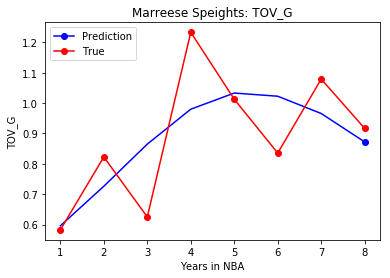 Marreese Speights: TOV_G
Prediction
True
TOV_G
1.2
1.1
1.0
0.9
0.8
0.7
0.6
1 2 3 4 5 6 7 8
Years in NBA